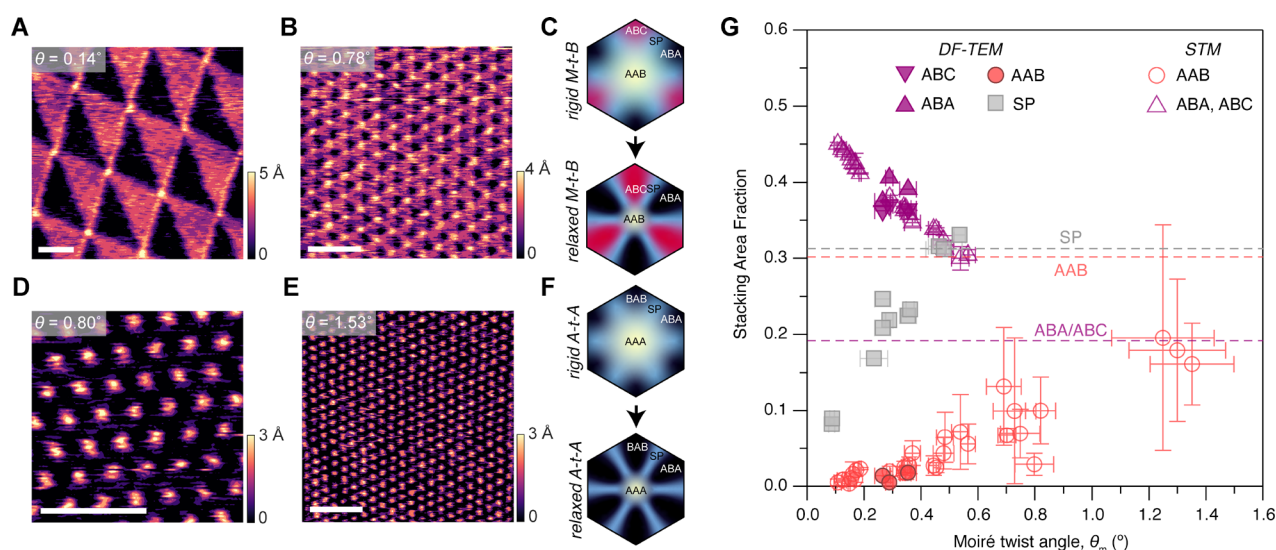 A
θ = 0.14°
5 Å
0
B
θ = 0.78°
4 Å
0
C
rigid M-t-B
ABC
SP
ABA
AAB
relaxed M-t-B
ABC
SP
ABA
AAB
D
θ = 0.80°
3 Å
0
E
θ = 1.53°
3 Å
0
F
rigid A-t-A
BAB
SP
ABA
AAA
relaxed A-t-A
BAB
SP
ABA
AAA
G
DF-TEM
STM
ABC
AAB
AAB
ABA
SP
ABA, ABC
SP
AAB
ABA/ABC
Stacking Area Fraction
0.6
0.5
0.4
0.3
0.2
0.1
0.0
0.0 0.2 0.4 0.6 0.8 1.0 1.2 1.4 1.6
Moiré twist angle, θm (°)